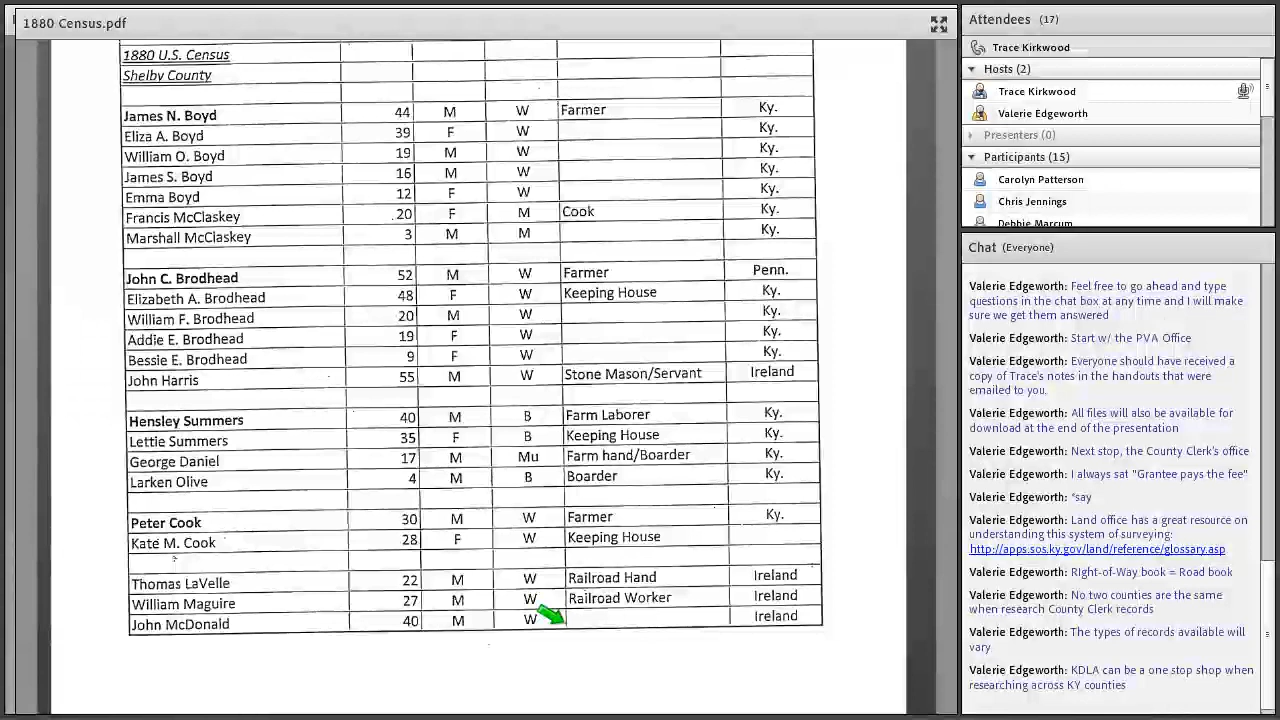 1880 Census.pdf
1880 U.S. Census
Shelby County
James N. Boyd 44 M W Farmer Ky.
Eliza A. Boyd 39 F W Ky.
William O. Boyd 19 M W Ky.
James S. Boyd 16 M W Ky.
Emma Boyd 12 F W Ky.
Francis McClaskey 20 F M Cook Ky.
Marshall McClaskey 3 M M Ky.
John C. Brodhead 52 M W Farmer Penn.
Elizabeth A. Brodhead 48 F W Keeping House Ky.
William F. Brodhead 20 M W Ky.
Addie E. Brodhead 19 F W Ky.
Bessie E. Brodhead 9 F W Ky.
John Harris 55 M W Stone Mason/Servant Ireland
Hensley Summers 40 M B Farm Laborer Ky.
Lettie Summers 35 F B Keeping House Ky.
George Daniel 17 M Mu Farm hand/Boarder Ky.
Larken Olive 4 M B Boarder Ky.
Peter Cook 30 M W Farmer Ky.
Kate M. Cook 28 F W Keeping House
Thomas LaVelle 22 M W Railroad Hand Ireland
William Maguire 27 M W Railroad Worker Ireland
John McDonald 40 M W Ireland
Attendees (17)
Trace Kirkwood
Hosts (2)
Trace Kirkwood
Valerie Edgeworth
Presenters (0)
Participants (15)
Carolyn Patterson
Chris Jennings
Debbie Marcum
Chat (Everyone)
Valerie Edgeworth: Feel free to go ahead and type
questions in the chat box at any time and I will make
sure we get them answered
Valerie Edgeworth: Start w/ the PVA Office
Valerie Edgeworth: Everyone should have received a
copy of Trace's notes in the handouts that were
emailed to you.
Valerie Edgeworth: All files will also be available for
download at the end of the presentation
Valerie Edgeworth: Next stop, the County Clerk's office
Valerie Edgeworth: I always sat "Grantee pays the fee"
Valerie Edgeworth: *say
Valerie Edgeworth: Land office has a great resource on
understanding this system of surveying:
http://apps.sos.ky.gov/land/reference/glossary.asp
Valerie Edgeworth: RIght-of-Way book = Road book
Valerie Edgeworth: No two counties are the same
when research County Clerk records
Valerie Edgeworth: The types of records available will
vary
Valerie Edgeworth: KDLA can be a one stop shop when
researching across KY counties